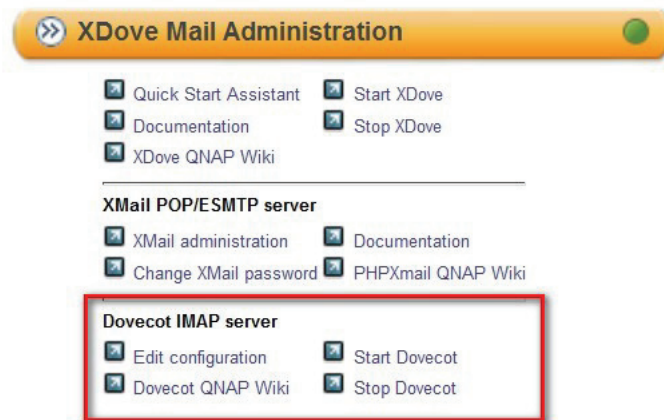 XDove Mail Administration
Quick Start Assistant Start XDove
Documentation Stop XDove
XDove QNAP Wiki
XMail POP/ESMTP server
XMail administration Documentation
Change XMail password PHPXmail QNAP Wiki
Dovecot IMAP server
Edit configuration Start Dovecot
Dovecot QNAP Wiki Stop Dovecot